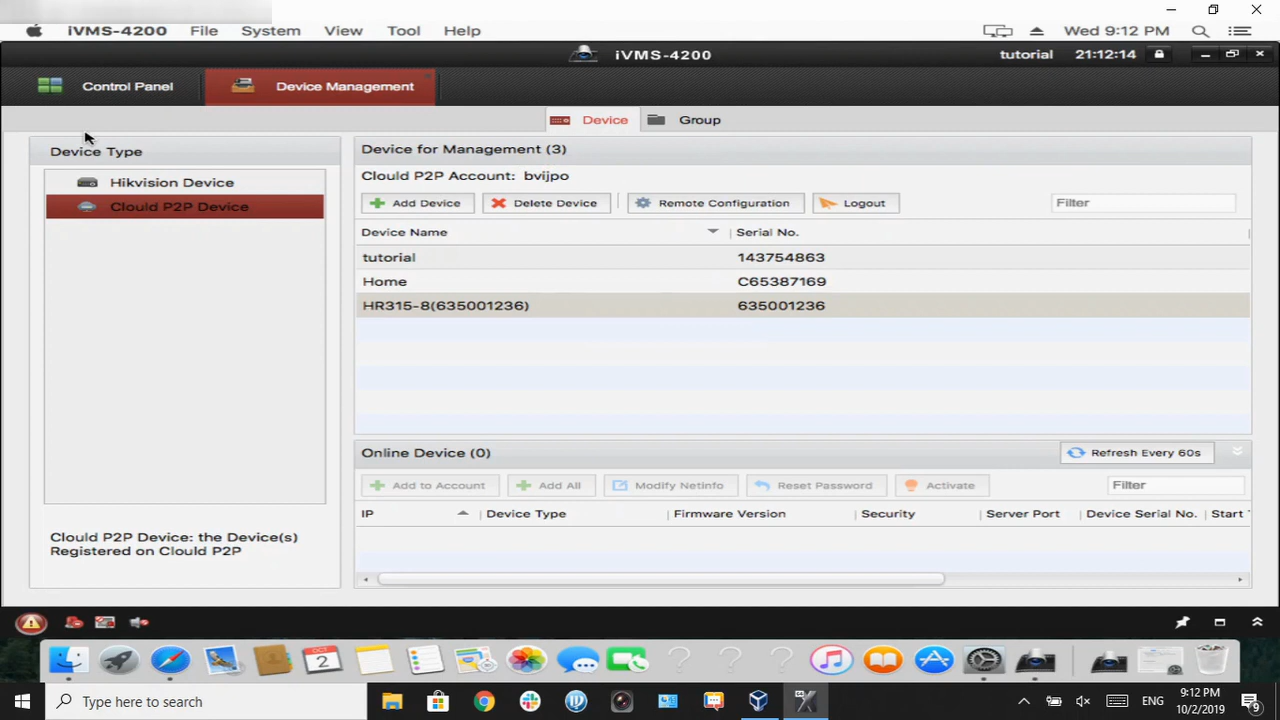 iVMS-4200 File System View Tool Help Wed 9:12 PM
iVMS-4200 tutorial 21:12:14
Control Panel Device Management
Device Group
Device Type
Hikvision Device
Clould P2P Device
Clould P2P Device: the Device(s)
Registered on Clould P2P
Device for Management (3)
Clould P2P Account: bvijpo
Add Device Delete Device Remote Configuration Logout Filter
Device Name Serial No.
tutorial 143754863
Home C65387169
HR315-8(635001236) 635001236
Online Device (0) Refresh Every 60s
Add to Account Add All Modify Netinfo Reset Password Activate Filter
IP Device Type Firmware Version Security Server Port Device Serial No. Start T
OCT
2
Type here to search
ENG
9:12 PM
10/2/2019
9